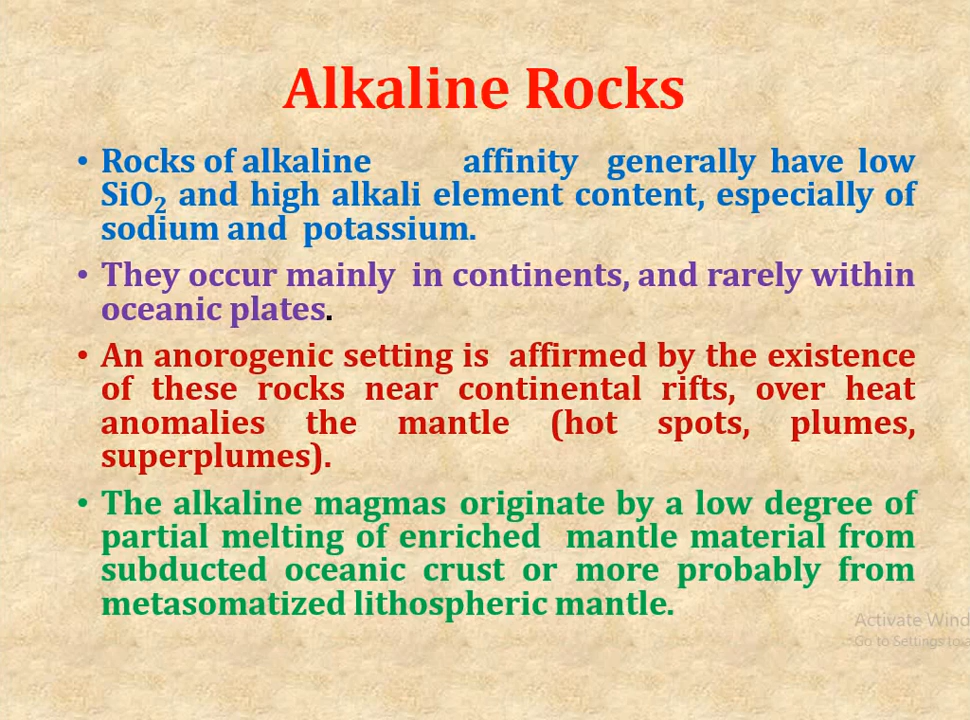 Alkaline Rocks
• Rocks of alkaline affinity generally have low
SiO₂ and high alkali element content, especially of
sodium and potassium.
• They occur mainly in continents, and rarely within
oceanic plates.
• An anorogenic setting is affirmed by the existence
of these rocks near continental rifts, over heat
anomalies the mantle (hot spots, plumes,
superplumes).
• The alkaline magmas originate by a low degree of
partial melting of enriched mantle material from
subducted oceanic crust or more probably from
metasomatized lithospheric mantle.
Activate Wind
Go to Settings to a